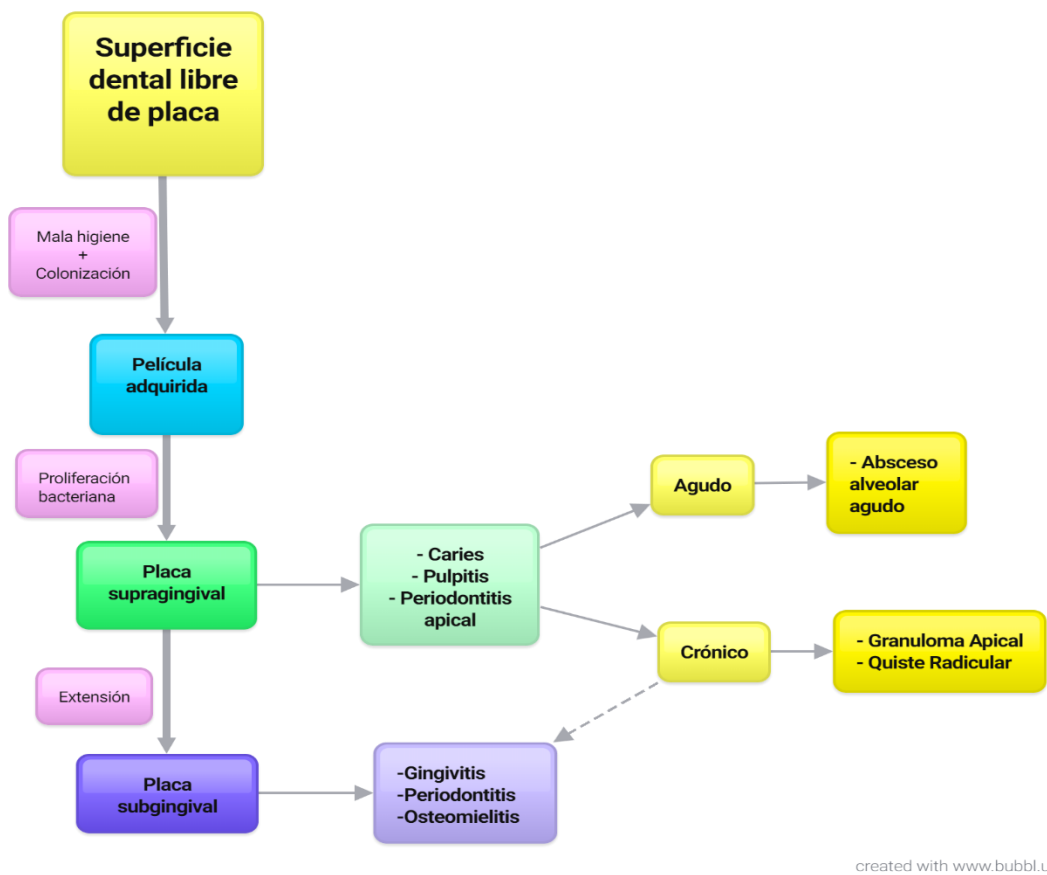 Superficie
dental libre
de placa
Mala higiene
+
Colonización
Película
adquirida
Proliferación
bacteriana
Placa
supragingival
- Caries
- Pulpitis
- Periodontitis
apical
Agudo
- Absceso
alveolar
agudo
Crónico
- Granuloma Apical
- Quiste Radicular
Extensión
Placa
subgingival
-Gingivitis
-Periodontitis
-Osteomielitis
created with www.bubbl.u